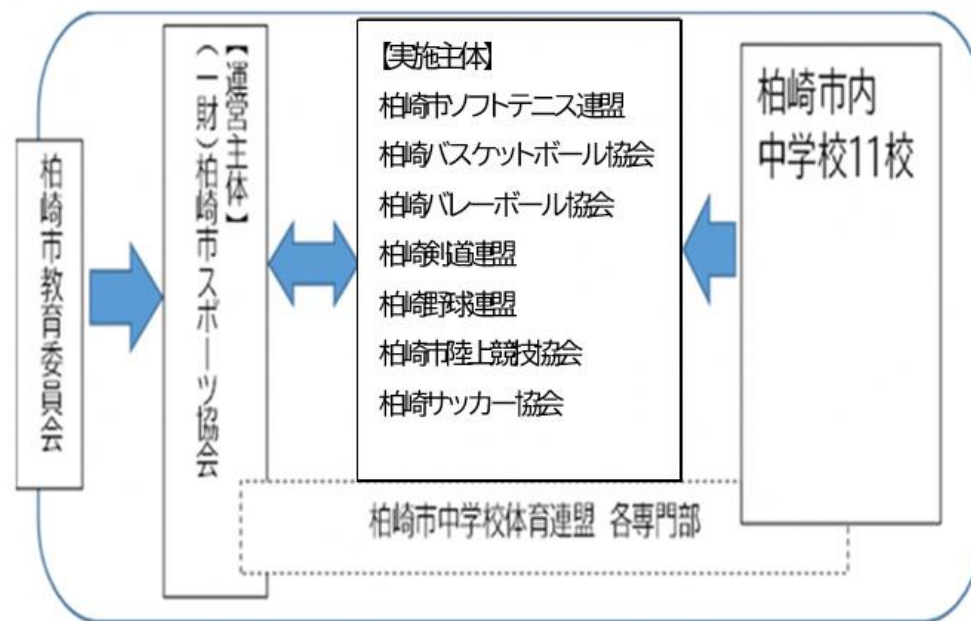 柏崎市教育委員会
【運営主体】
（一財）柏崎市スポーツ協会
【実施主体】
柏崎市ソフトテニス連盟
柏崎バスケットボール協会
柏崎バレーボール協会
柏崎剣道連盟
柏崎野球連盟
柏崎市陸上競技協会
柏崎サッカー協会
柏崎市内
中学校11校
柏崎市中学校体育連盟 各専門部